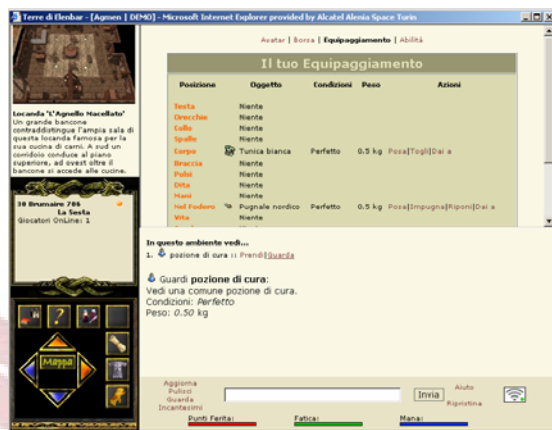 Terre di Elenbar - [Agmen | DEMO] - Microsoft Internet Explorer provided by Alcatel Alenia Space Turin
Avatar | Borsa | Equipaggiamento | Abilità
Il tuo Equipaggiamento
Posizione Oggetto Condizioni Peso Azioni
Testa Niente
Orecchie Niente
Collo Niente
Spalle Niente
Corpo Tunica bianca Perfetto 0.5 kg Posa|Togli|Dai a
Braccia Niente
Polsi Niente
Dita Niente
Mani Niente
Nel Fodero Pugnale nordico Perfetto 0.5 kg Posa|Impugna|Riponi|Dai a
Vita Niente
Locanda 'L'Agnello Macellato'
Un grande bancone
contraddistingue l'ampia sala di
questa locanda famosa per la
sua cucina di carni. A sud un
corridoio conduce al piano
superiore, ad ovest oltre il
bancone si accede alle cucine.
30 Brumaire 786
La Sesta
Giocatori OnLine: 1
Mappa
In questo ambiente vedi...
1. pozione di cura :: Prendi|Guarda
Guardi pozione di cura:
Vedi una comune pozione di cura.
Condizioni: Perfetto
Peso: 0.50 kg
Aggiorna
Pulisci
Guarda
Incantesimi
Invia
Aiuto
Ripristina
Punti Ferita: Fatica: Mana: